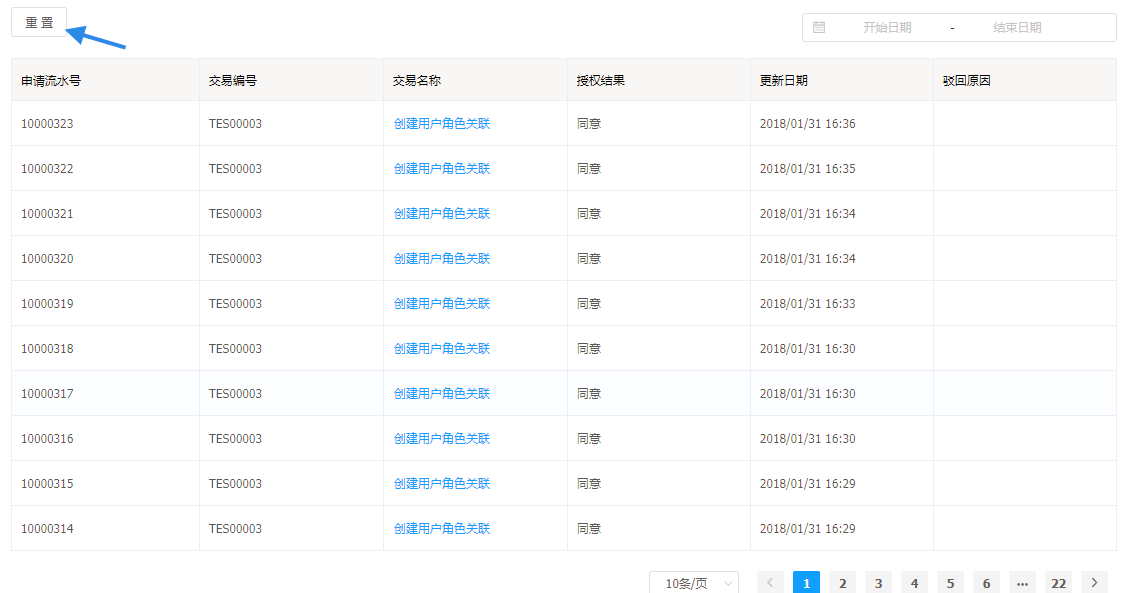 重 置
开始日期 - 结束日期
申请流水号 交易编号 交易名称 授权结果 更新日期 驳回原因
10000323 TES00003 创建用户角色关联 同意 2018/01/31 16:36
10000322 TES00003 创建用户角色关联 同意 2018/01/31 16:35
10000321 TES00003 创建用户角色关联 同意 2018/01/31 16:34
10000320 TES00003 创建用户角色关联 同意 2018/01/31 16:34
10000319 TES00003 创建用户角色关联 同意 2018/01/31 16:33
10000318 TES00003 创建用户角色关联 同意 2018/01/31 16:30
10000317 TES00003 创建用户角色关联 同意 2018/01/31 16:30
10000316 TES00003 创建用户角色关联 同意 2018/01/31 16:30
10000315 TES00003 创建用户角色关联 同意 2018/01/31 16:29
10000314 TES00003 创建用户角色关联 同意 2018/01/31 16:29
10条/页 < 1 2 3 4 5 6 ... 22 >